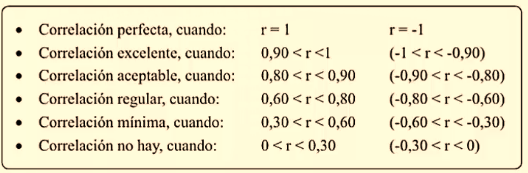 • Correlación perfecta, cuando: r = 1 r = -1
• Correlación excelente, cuando: 0,90 < r <1 (-1 < r < -0,90)
• Correlación aceptable, cuando: 0,80 < r < 0,90 (-0,90 < r < -0,80)
• Correlación regular, cuando: 0,60 < r < 0,80 (-0,80 < r < -0,60)
• Correlación mínima, cuando: 0,30 < r < 0,60 (-0,60 < r < -0,30)
• Correlación no hay, cuando: 0 < r < 0,30 (-0,30 < r < 0)